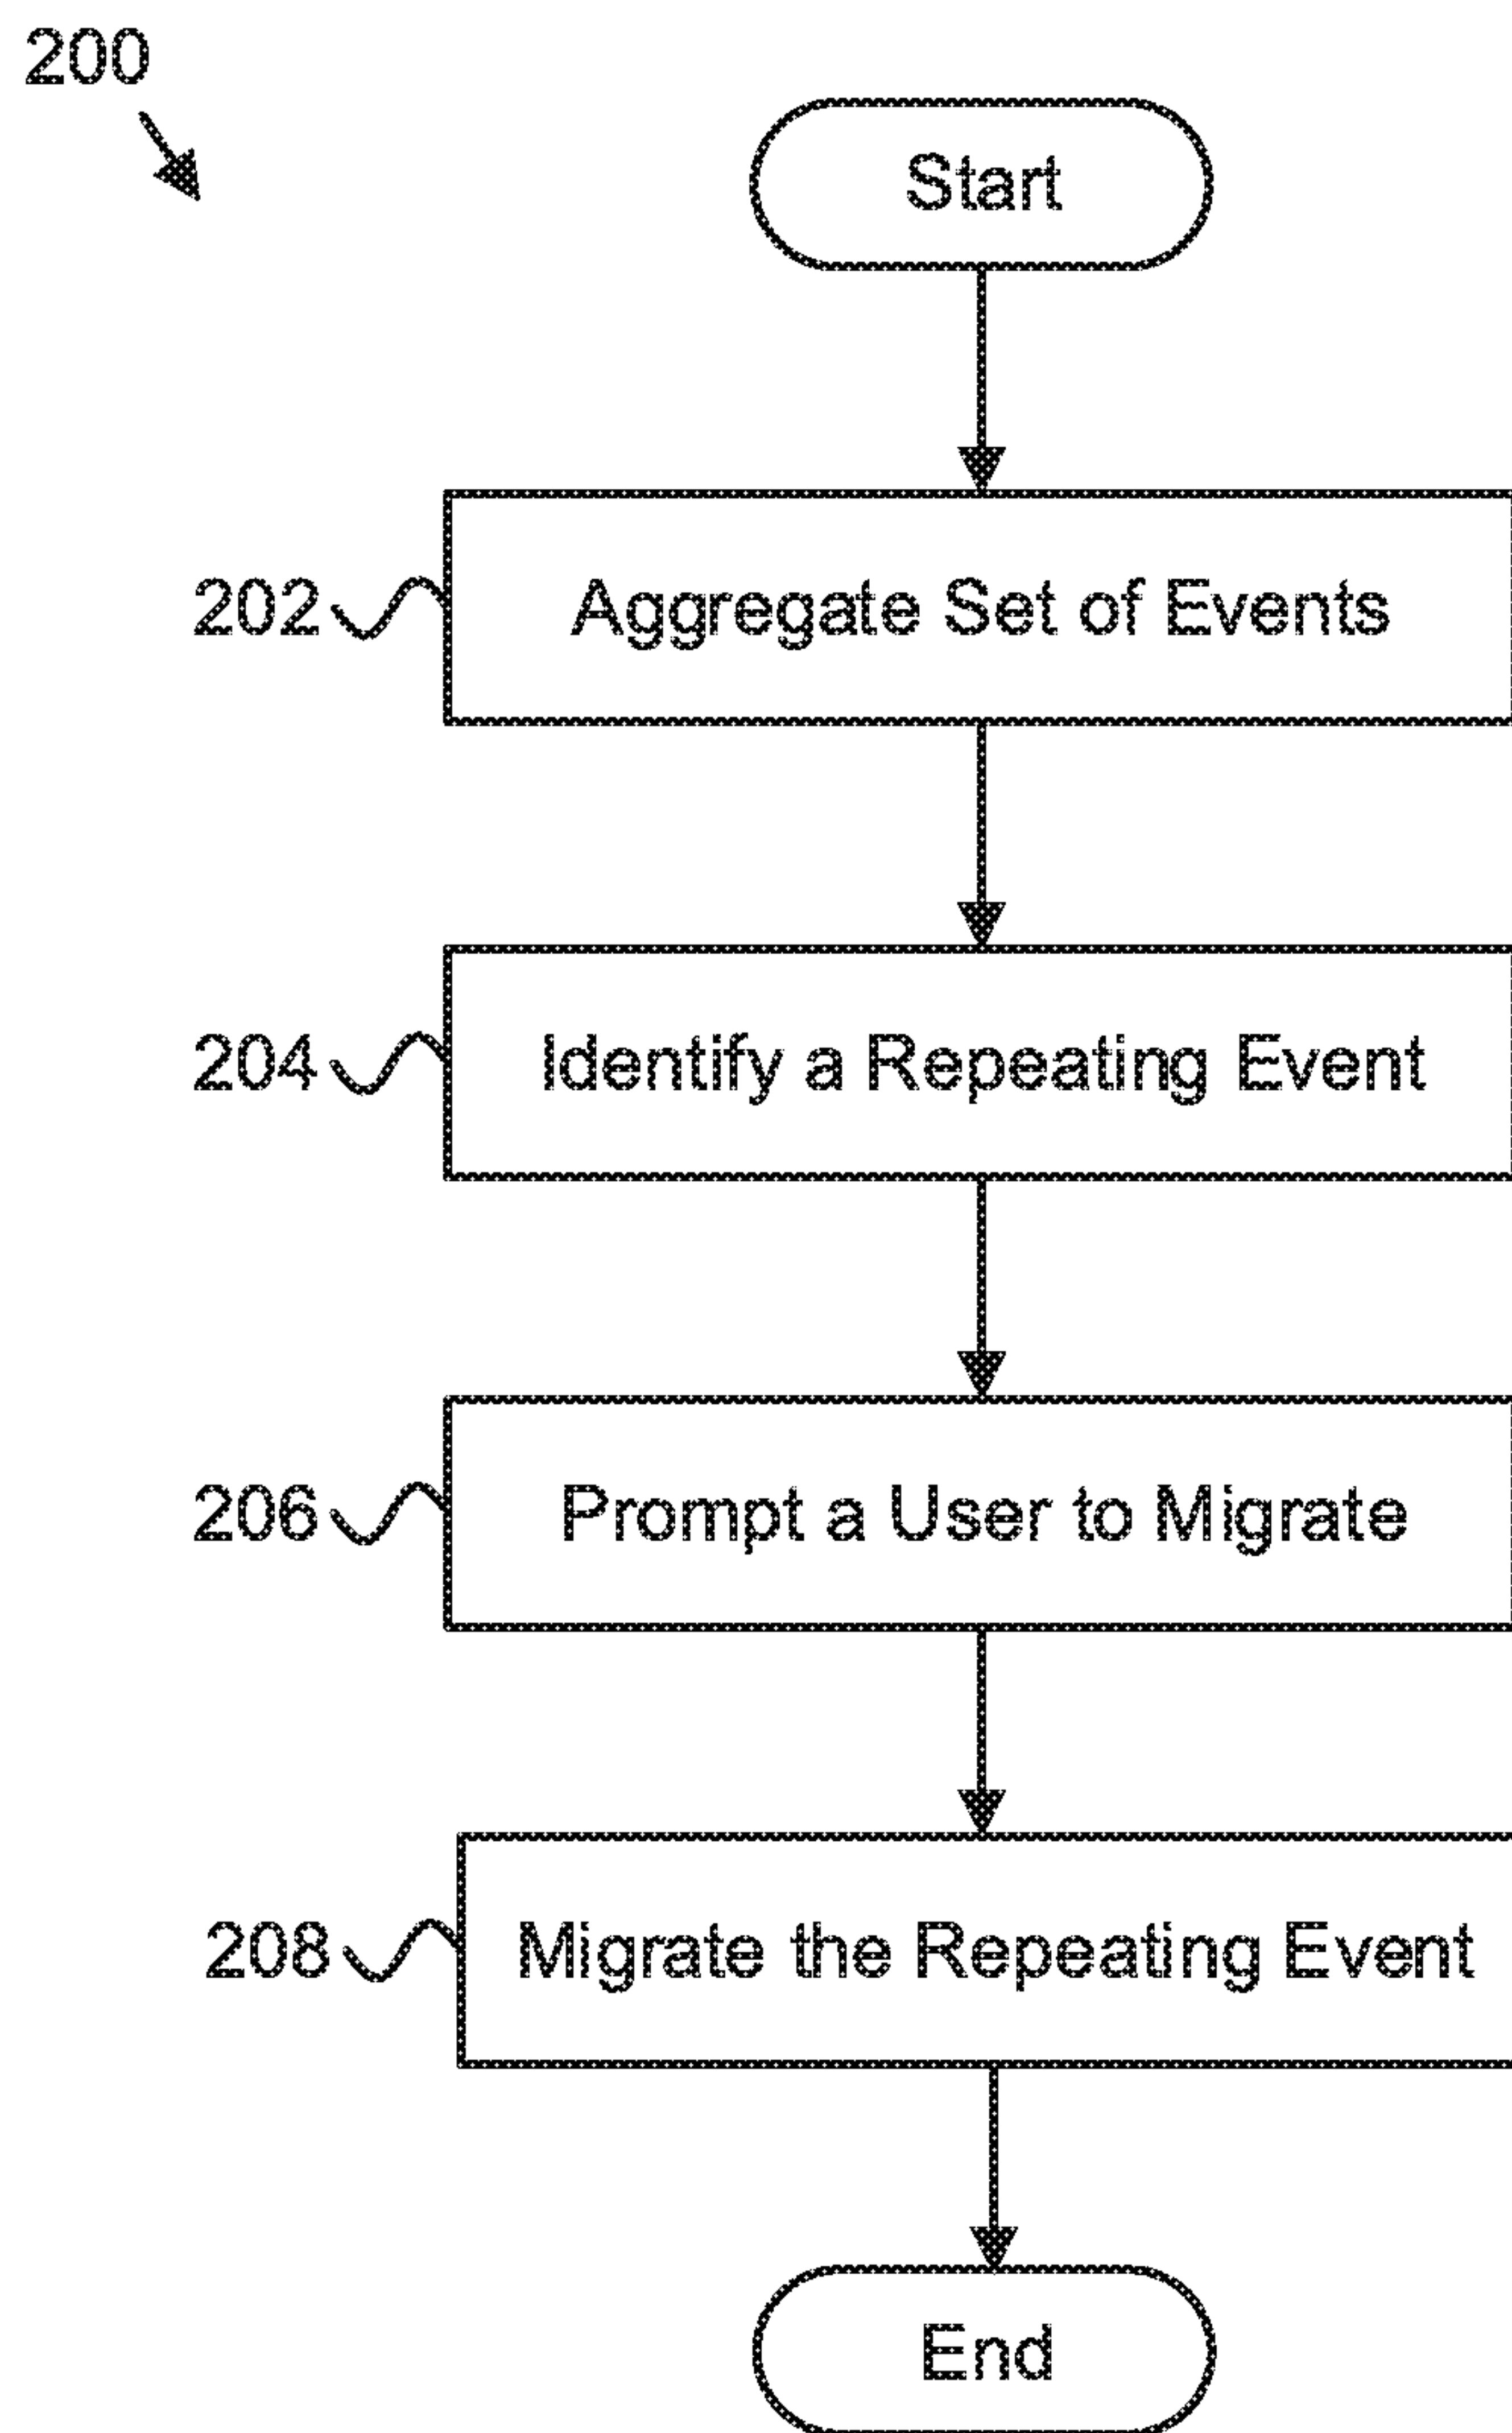 200
Start
202 Aggregate Set of Events
204 Identify a Repeating Event
206 Prompt a User to Migrate
208 Migrate the Repeating Event
End